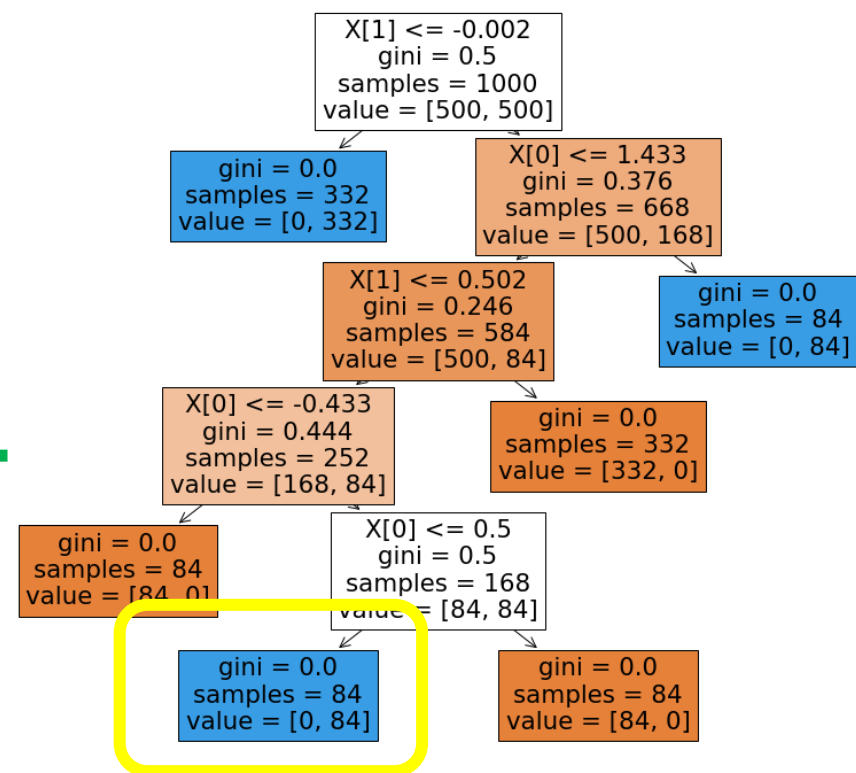 X[1] <= -0.002
gini = 0.5
samples = 1000
value = [500, 500]
gini = 0.0
samples = 332
value = [0, 332]
X[0] <= 1.433
gini = 0.376
samples = 668
value = [500, 168]
X[1] <= 0.502
gini = 0.246
samples = 584
value = [500, 84]
gini = 0.0
samples = 84
value = [0, 84]
X[0] <= -0.433
gini = 0.444
samples = 252
value = [168, 84]
gini = 0.0
samples = 332
value = [332, 0]
gini = 0.0
samples = 84
value = [84, 0]
X[0] <= 0.5
gini = 0.5
samples = 168
value = [84, 84]
gini = 0.0
samples = 84
value = [0, 84]
gini = 0.0
samples = 84
value = [84, 0]